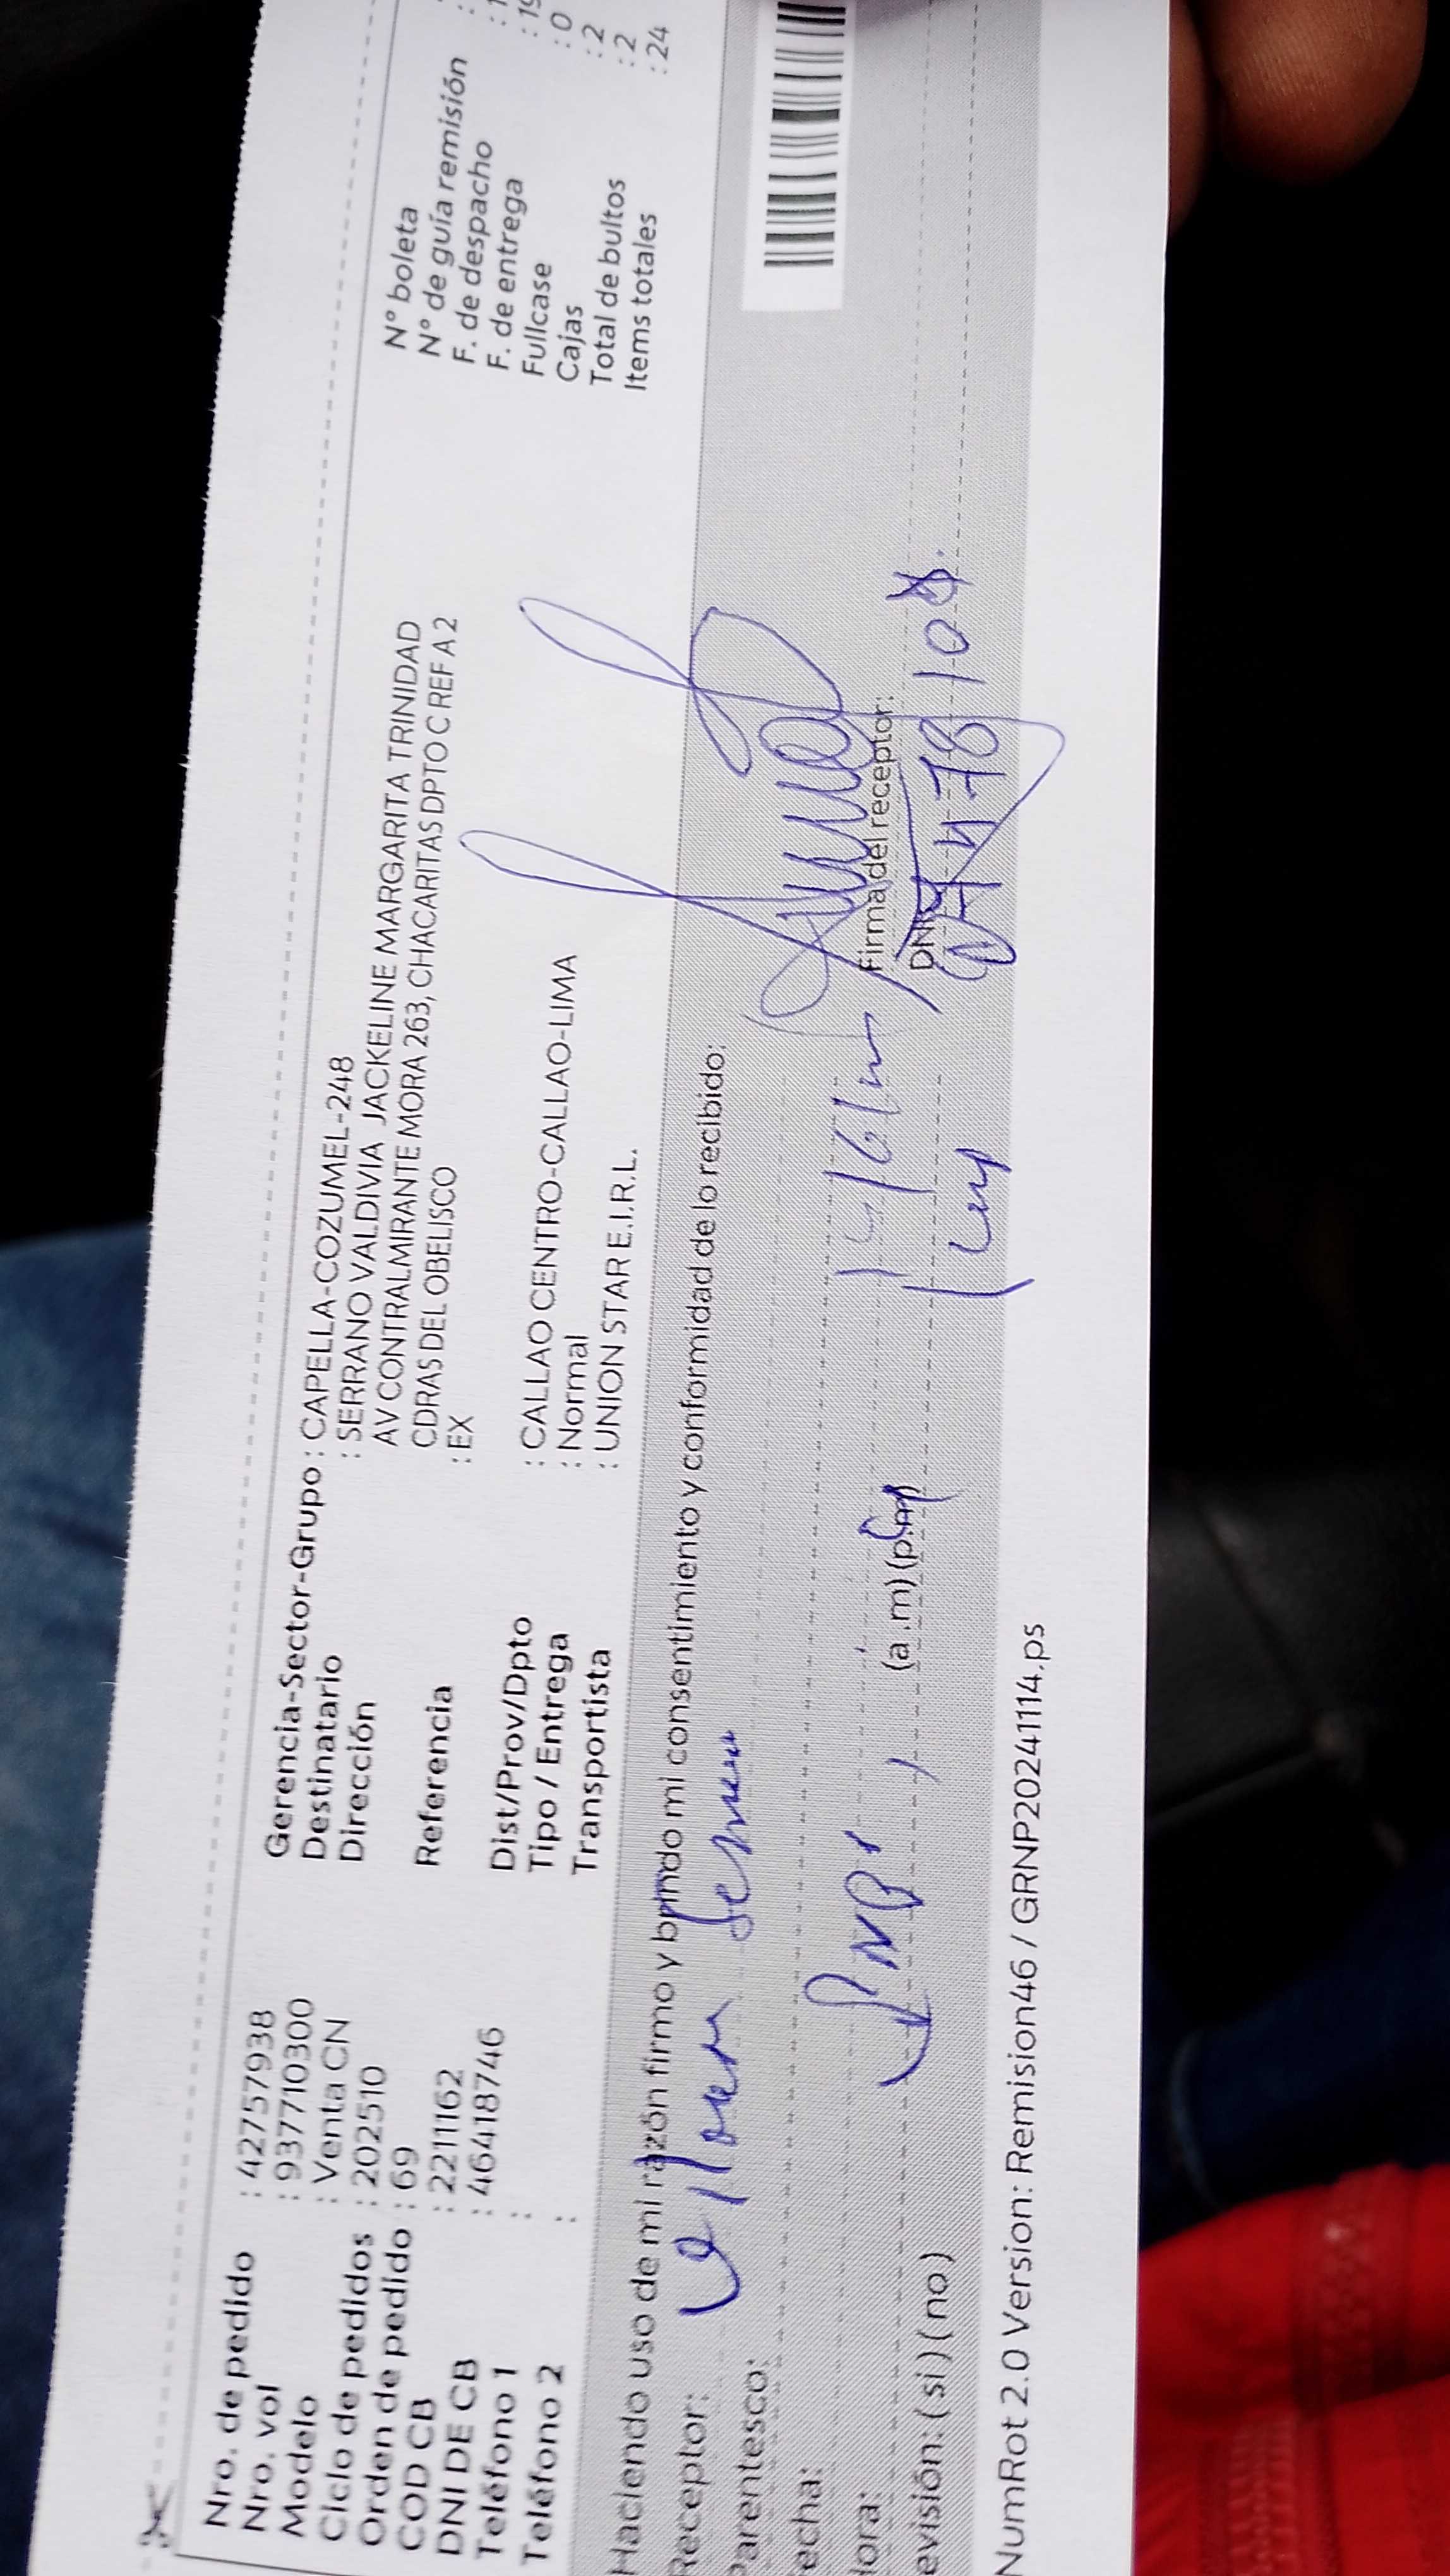 Nro. de pedido : 42757938
Nro. vol : 937710300
Modelo : Venta CN
Ciclo de pedidos : 202510
Orden de pedido : 69
COD CB : 2211162
DNI DE CB : 46418746
Teléfono 1 :
Teléfono 2 :
Gerencia-Sector-Grupo : CAPELLA-COZUMEL-248
Destinatario : SERRANO VALDIVIA JACKELINE MARGARITA TRINIDAD
Dirección AV CONTRALMIRANTE MORA 263, CHACARITAS DPTO C REF A 2
CDRAS DEL OBELISCO
Referencia : EX
Dist/Prov/Dpto : CALLAO CENTRO-CALLAO-LIMA
Tipo / Entrega : Normal
Transportista : UNION STAR E.I.R.L.
N° boleta :
N° de guía remisión
F. de despacho
F. de entrega : 19
Fullcase : 0
Cajas : 2
Total de bultos : 2
Items totales : 24
Haciendo uso de mi razón firmo y brindo mi consentimiento y conformidad de lo recibido:
Receptor:
Parentesco:
echa:
Hora: (a.m) (p.m)
evisión: ( si ) ( no )
Firma del receptor:
DNI
NumRot 2.0 Version: Remision46 / GRNP20241114.ps